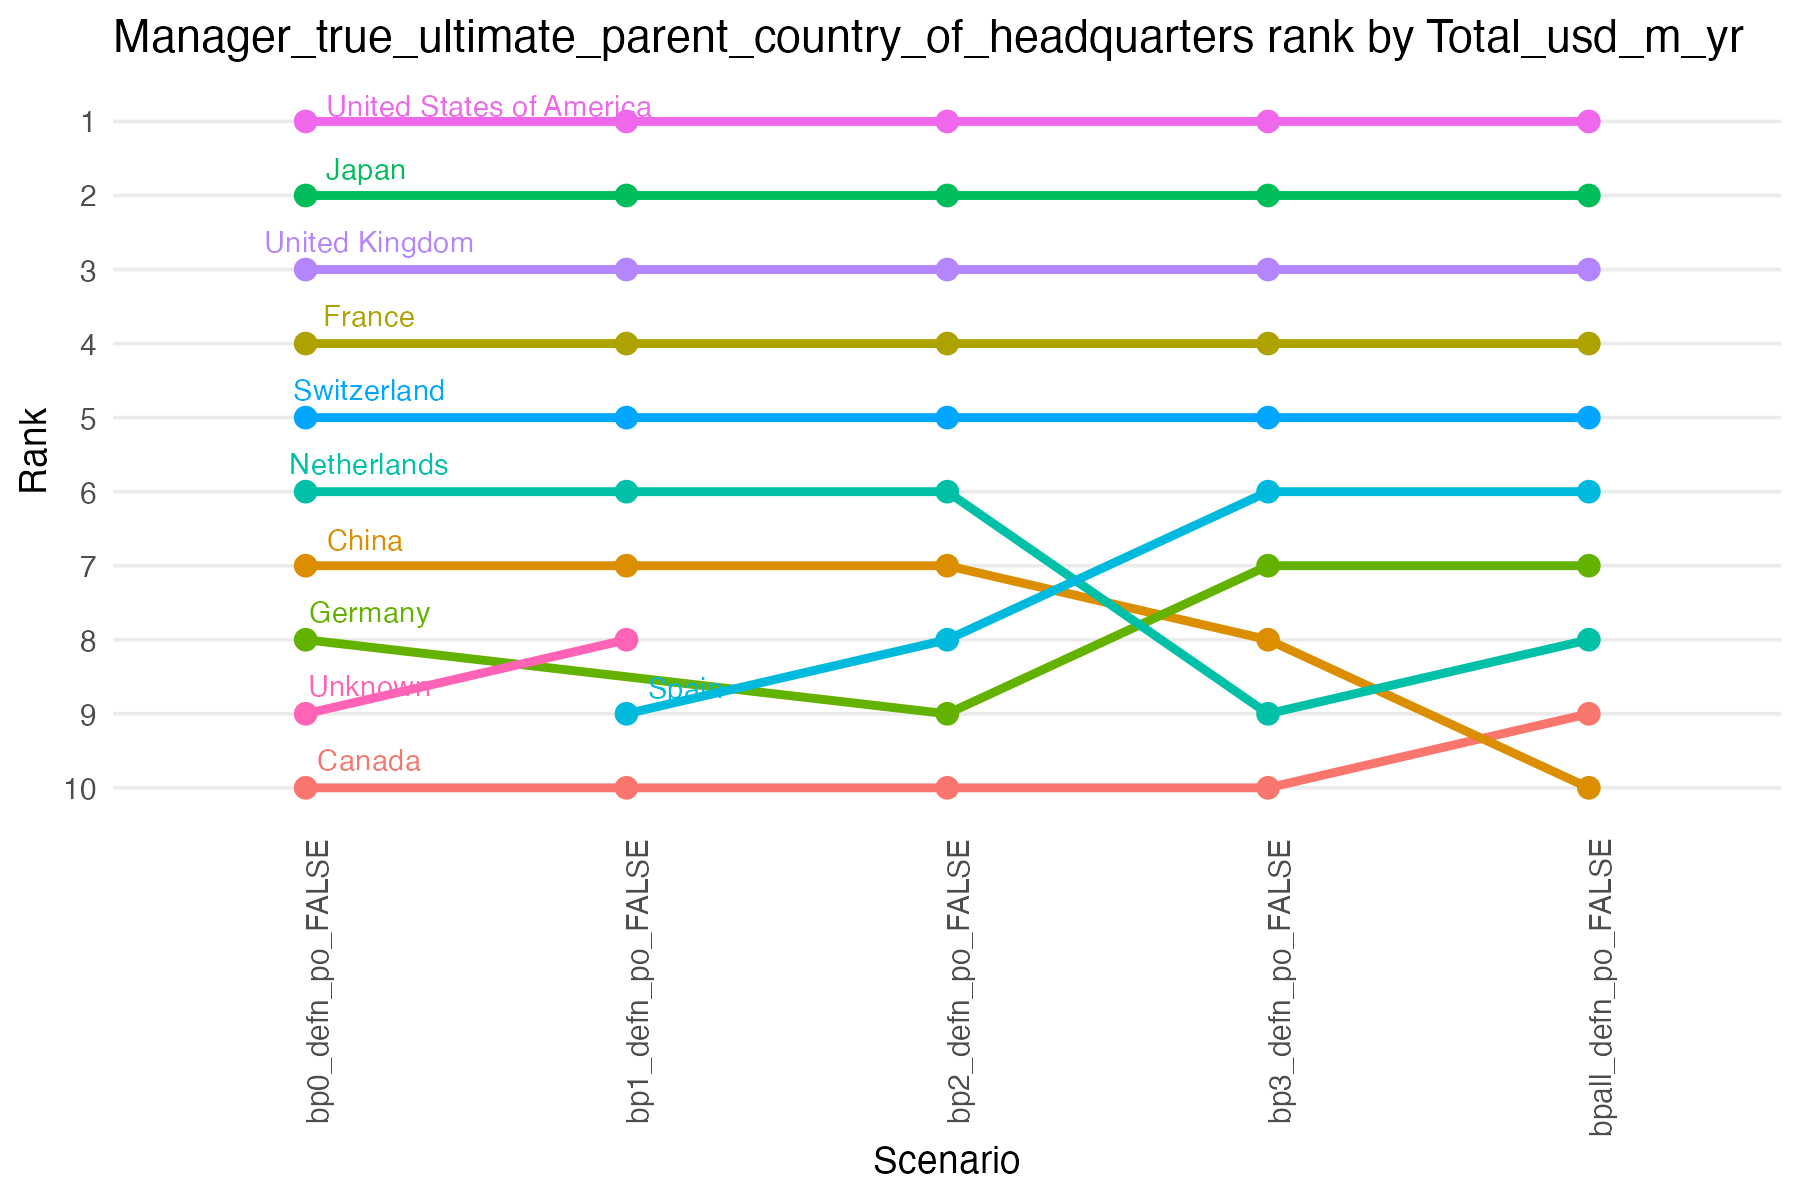 Manager_true_ultimate_parent_country_of_headquarters rank by Total_usd_m_yr
United States of America
1
Japan
2
United Kingdom
3
France
4
Switzerland
5
Netherlands
6
China
7
Germany
8
Unknown
Spain
9
Canada
10
Rank
bp0_defn_po_FALSE
bp1_defn_po_FALSE
bp2_defn_po_FALSE
bp3_defn_po_FALSE
bpall_defn_po_FALSE
Scenario